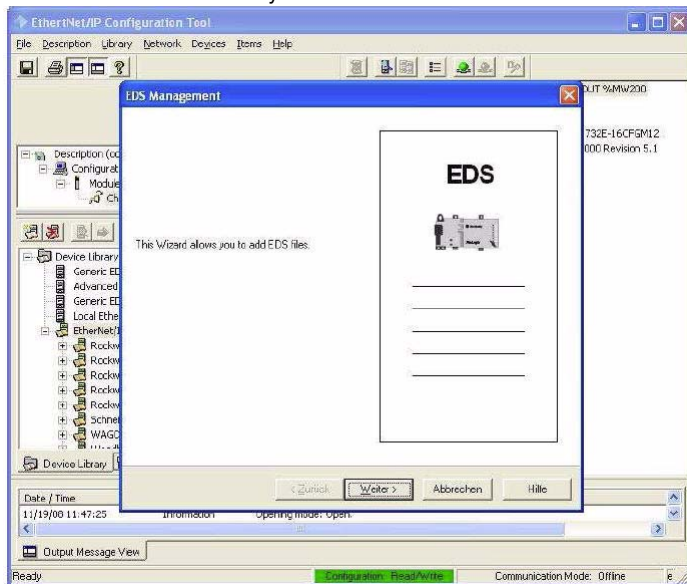 EthertNet/IP Configuration Tool
File Description Library Network Devices Items Help
EDS Management
OUT %MW200
732E-16CFGM12
000 Revision 5.1
Description (co
Configurat
Module
Ch
EDS
This Wizard allows you to add EDS files.
Device Library
Generic ED
Advanced
Generic ED
Local Ethe
EtherNet/I
Rockw
Rockw
Rockw
Rockw
Rockw
Schnei
WAGO
Device Library
< Zurück Weiter > Abbrechen Hilfe
Date / Time
11/19/08 11:47:25 Information Opening mode: Open.
Output Message View
Ready Configuration: Read/Write Communication Mode: Offline